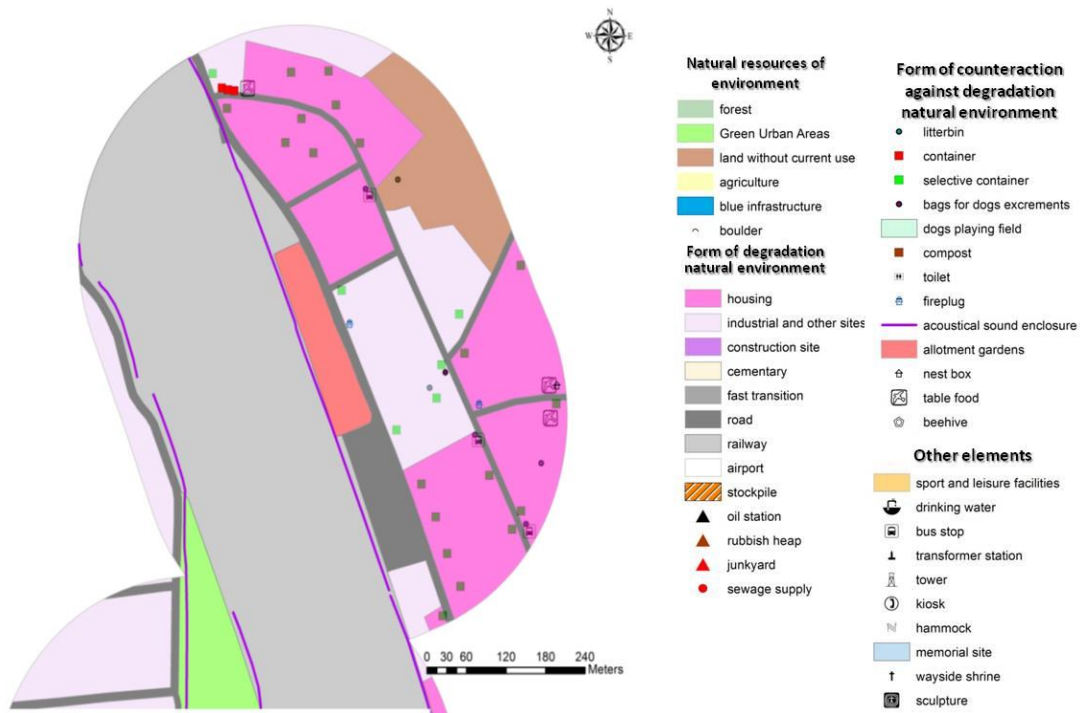 N
W E
S
Natural resources of
environment
forest
Green Urban Areas
land without current use
agriculture
blue infrastructure
boulder
Form of degradation
natural environment
housing
industrial and other sites
construction site
cementary
fast transition
road
railway
airport
stockpile
oil station
rubbish heap
junkyard
sewage supply
Form of counteraction
against degradation
natural environment
litterbin
container
selective container
bags for dogs excrements
dogs playing field
compost
toilet
fireplug
acoustical sound enclosure
allotment gardens
nest box
table food
beehive
Other elements
sport and leisure facilities
drinking water
bus stop
transformer station
tower
kiosk
hammock
memorial site
wayside shrine
sculpture
0 30 60 120 180 240
Meters